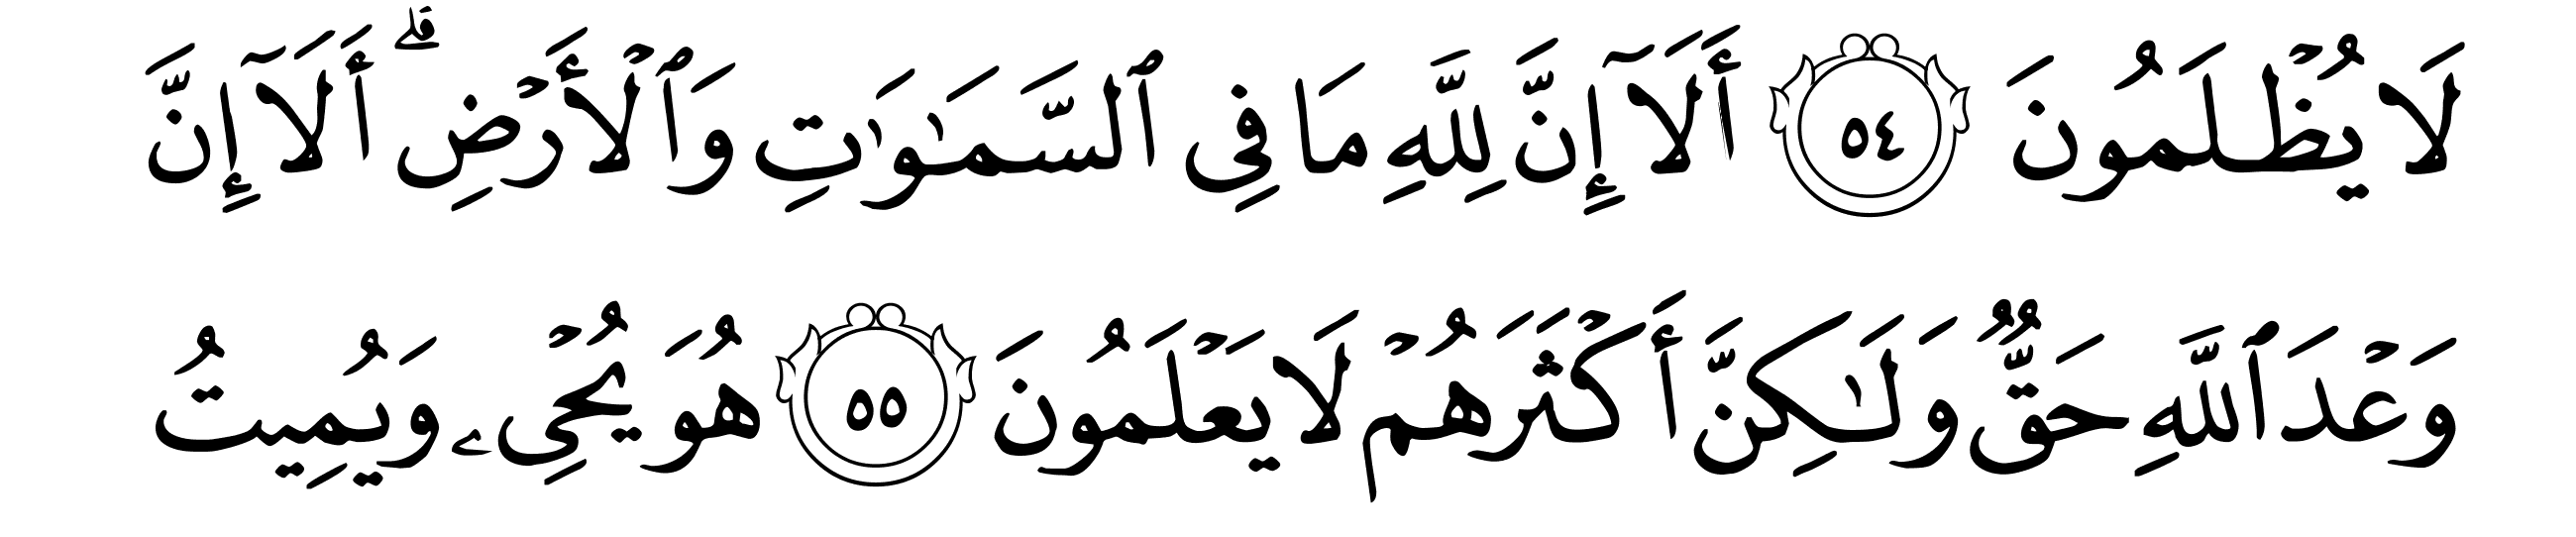 لَا يُظۡلَمُونَ ٥٤ أَلَآ إِنَّ لِلَّهِ مَا فِي ٱلسَّمَٰوَٰتِ وَٱلۡأَرۡضِۗ أَلَآ إِنَّ
وَعۡدَ ٱللَّهِ حَقّٞ وَلَٰكِنَّ أَكۡثَرَهُمۡ لَا يَعۡلَمُونَ ٥٥ هُوَ يُحۡيِۦ وَيُمِيتُ